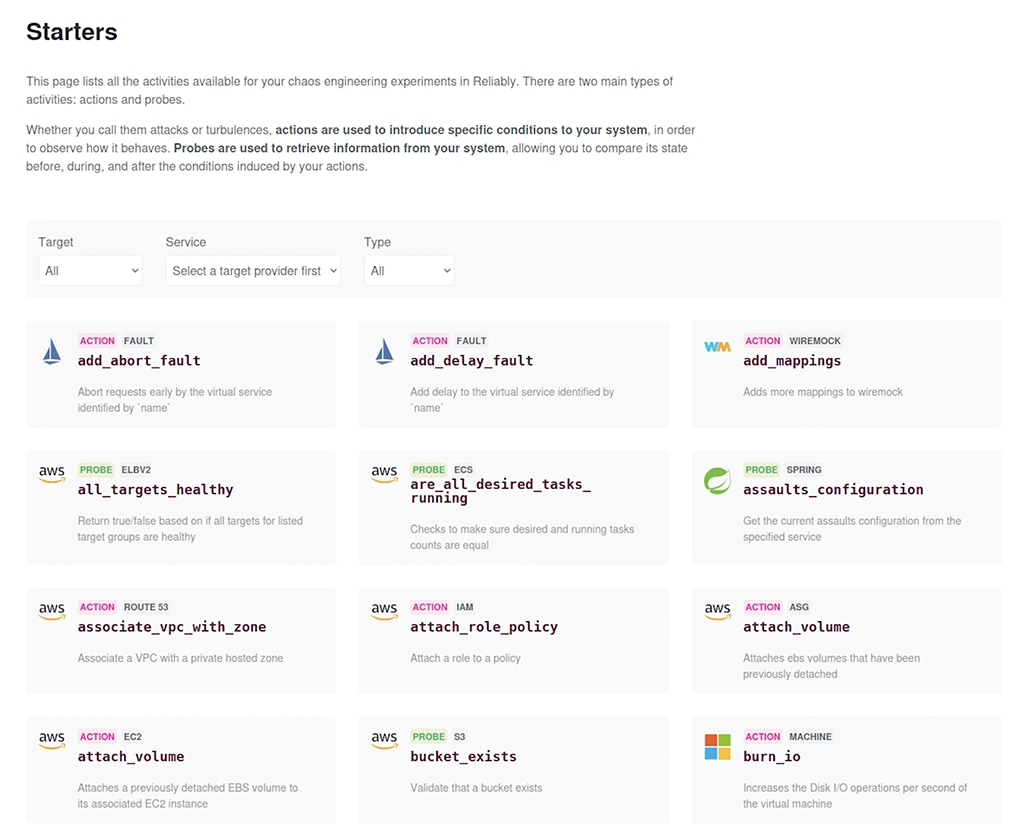 Starters
This page lists all the activities available for your chaos engineering experiments in Reliably. There are two main types of
activities: actions and probes.
Whether you call them attacks or turbulences, actions are used to introduce specific conditions to your system, in order
to observe how it behaves. Probes are used to retrieve information from your system, allowing you to compare its state
before, during, and after the conditions induced by your actions.
Target
Service
Type
All
Select a target provider first
All
ACTION FAULT
add_abort_fault
Abort requests early by the virtual service
identified by `name`
ACTION FAULT
add_delay_fault
Add delay to the virtual service identified by
`name`
WM
ACTION WIREMOCK
add_mappings
Adds more mappings to wiremock
aws
PROBE ELBV2
all_targets_healthy
Return true/false based on if all targets for listed
target groups are healthy
aws
PROBE ECS
are_all_desired_tasks_
running
Checks to make sure desired and running tasks
counts are equal
PROBE SPRING
assaults_configuration
Get the current assaults configuration from the
specified service
aws
ACTION ROUTE 53
associate_vpc_with_zone
Associate a VPC with a private hosted zone
aws
ACTION IAM
attach_role_policy
Attach a role to a policy
aws
ACTION ASG
attach_volume
Attaches ebs volumes that have been
previously detached
aws
ACTION EC2
attach_volume
Attaches a previously detached EBS volume to
its associated EC2 instance
aws
PROBE S3
bucket_exists
Validate that a bucket exists
ACTION MACHINE
burn_io
Increases the Disk I/O operations per second of
the virtual machine